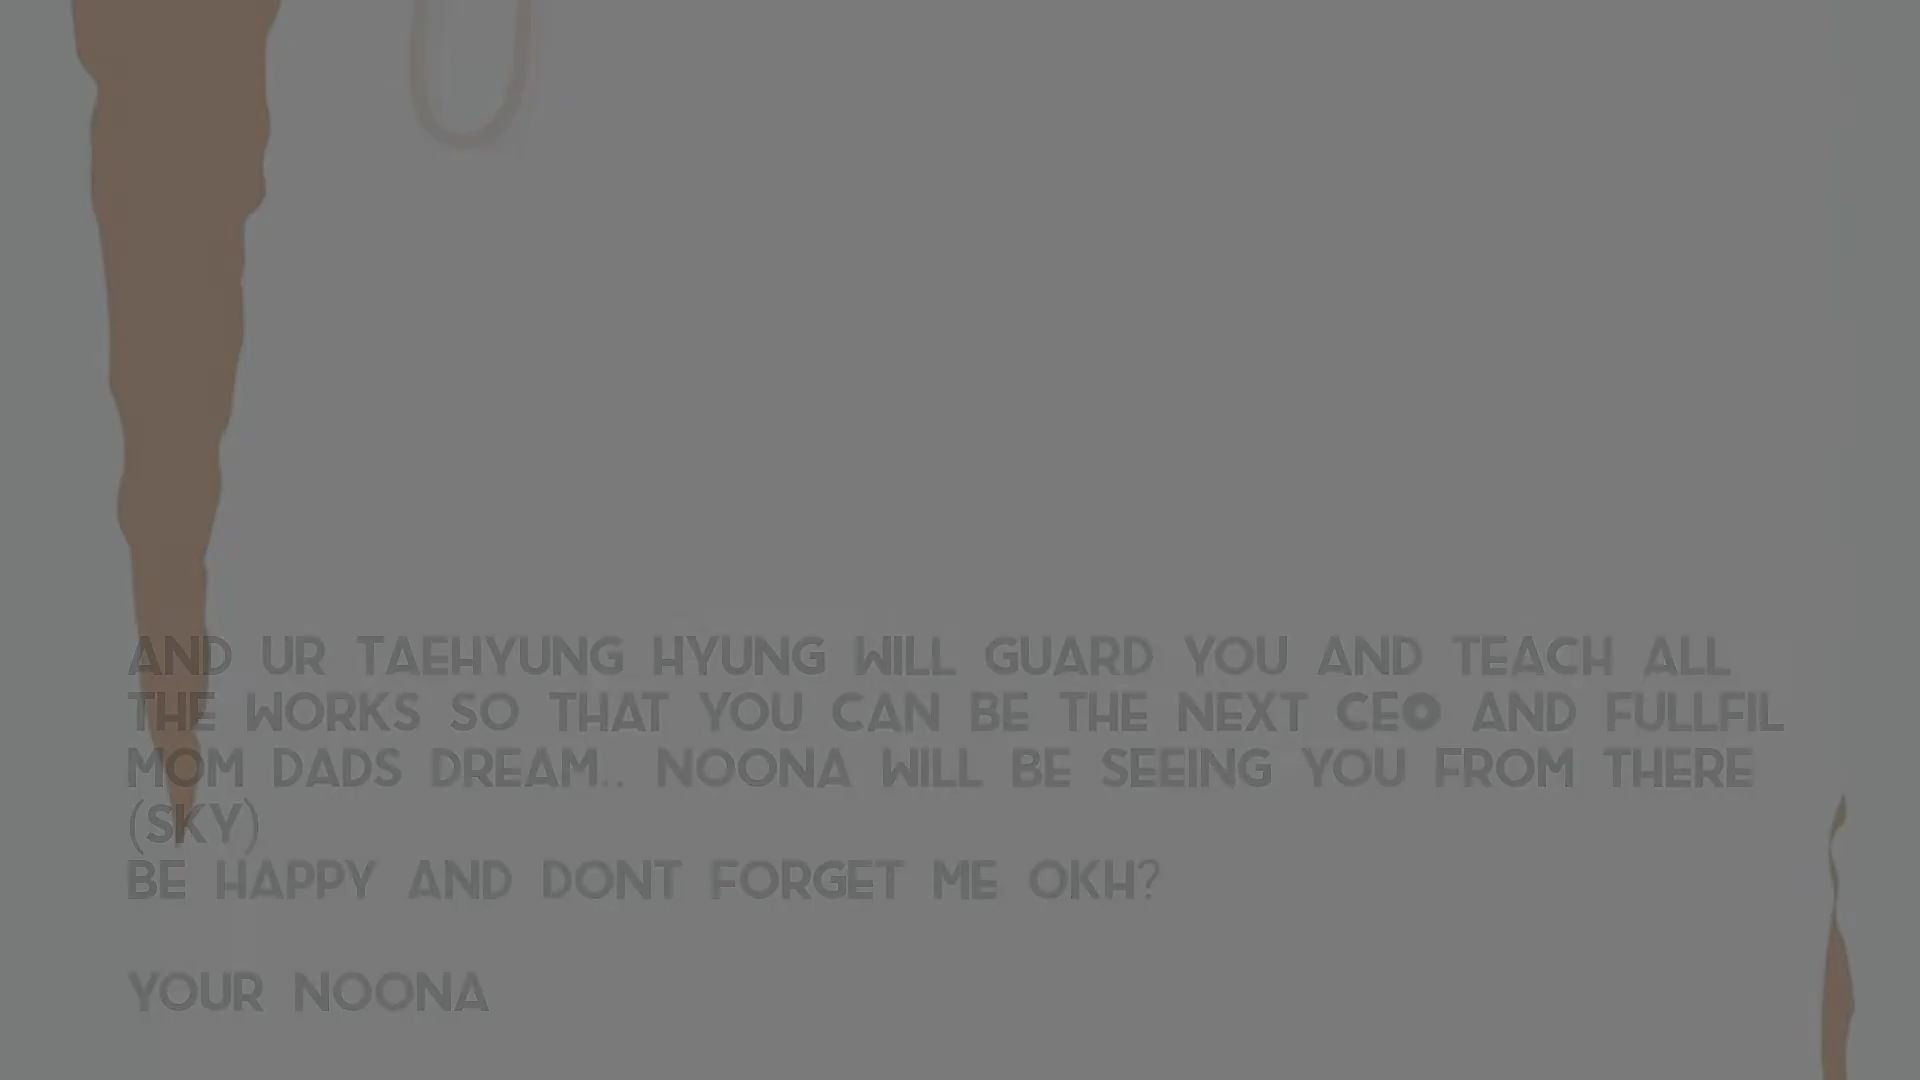 AND UR TAEHYUNG HYUNG WILL GUARD YOU AND TEACH ALL
THE WORKS SO THAT YOU CAN BE THE NEXT CEO AND FULLFIL
MOM DADS DREAM.. NOONA WILL BE SEEING YOU FROM THERE
(SKY)
BE HAPPY AND DONT FORGET ME OKH?
YOUR NOONA